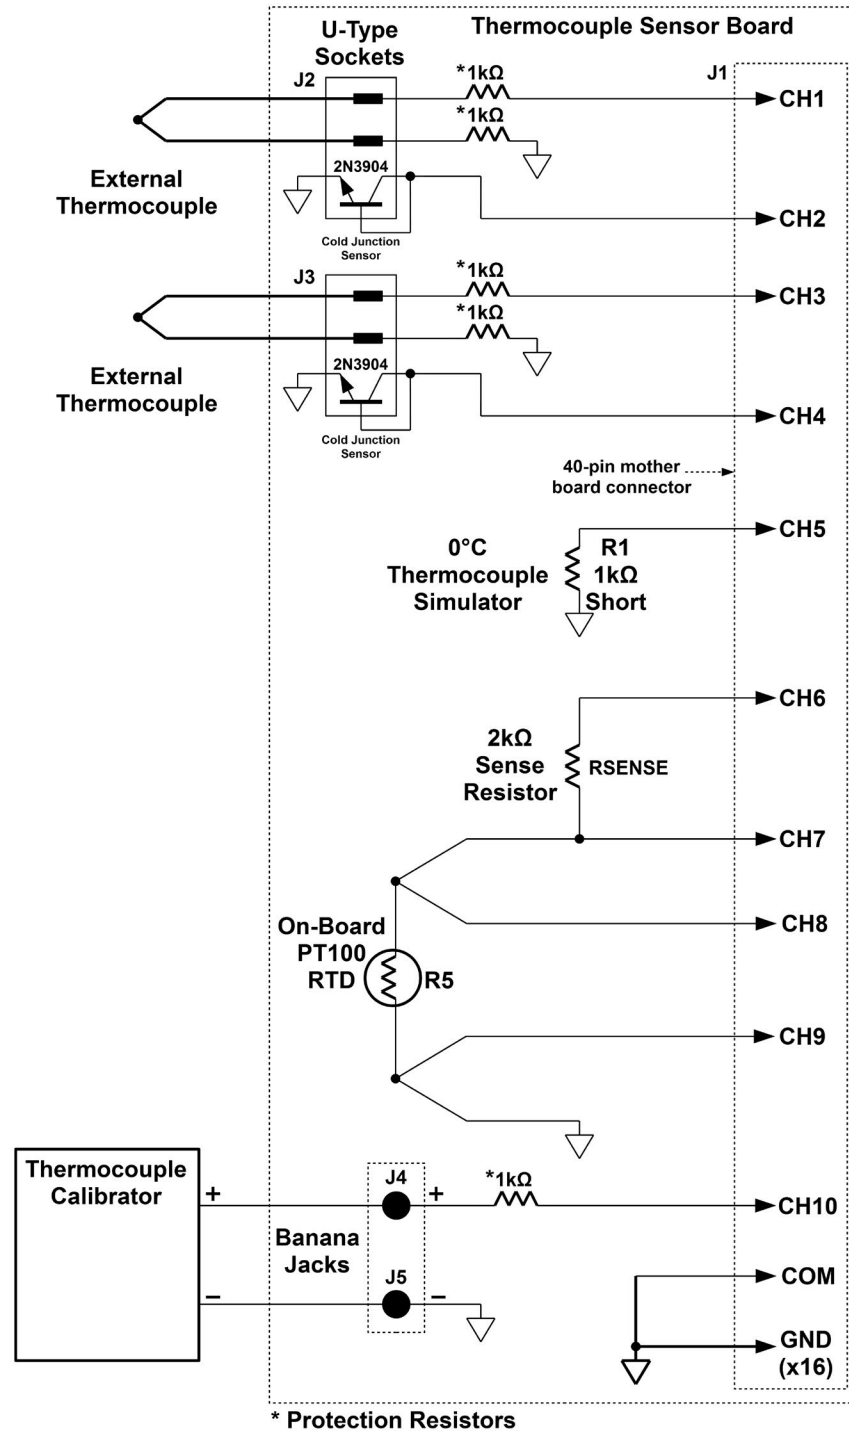 Thermocouple Sensor Board
U-Type
Sockets
J1
J2
*1kΩ
CH1
*1kΩ
2N3904
External
Thermocouple
CH2
Cold Junction
Sensor
J3
*1kΩ
CH3
*1kΩ
2N3904
External
Thermocouple
CH4
Cold Junction
Sensor
40-pin mother
board connector
CH5
0°C
Thermocouple
Simulator
R1
1kΩ
Short
CH6
2kΩ
Sense
Resistor
RSENSE
CH7
CH8
On-Board
PT100
RTD
R5
CH9
Thermocouple
Calibrator
+
J4
+
*1kΩ
CH10
Banana
Jacks
J5
–
–
COM
GND
(x16)
* Protection Resistors